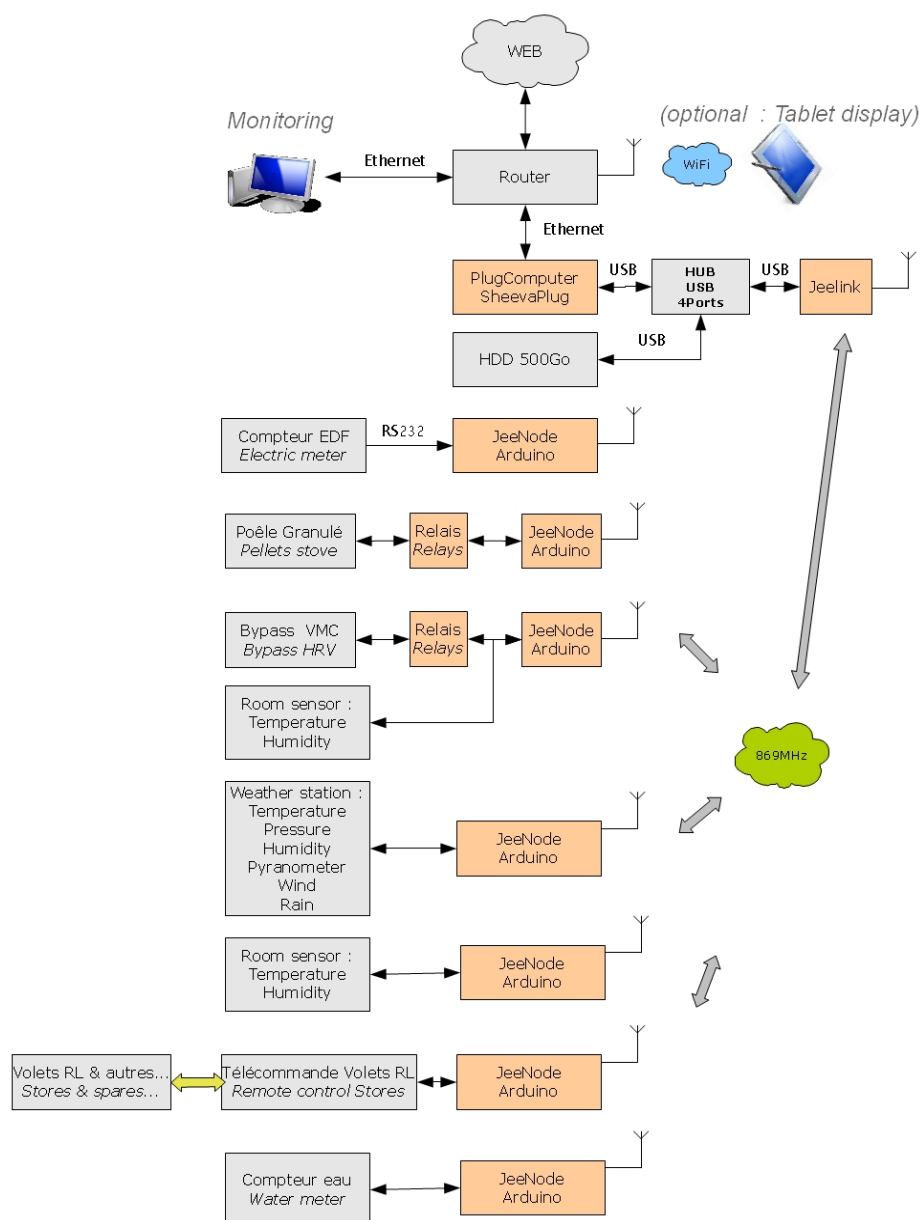 WEB
Monitoring
(optional : Tablet display)
Ethernet
Router
WiFi
Ethernet
PlugComputer
SheevaPlug
USB
HUB
USB
4Ports
USB
Jeelink
HDD 500Go
USB
Compteur EDF
Electric meter
RS232
JeeNode
Arduino
Poêle Granulé
Pellets stove
Relais
Relays
JeeNode
Arduino
Bypass VMC
Bypass HRV
Relais
Relays
JeeNode
Arduino
Room sensor :
Temperature
Humidity
869MHz
Weather station :
Temperature
Pressure
Humidity
Pyranometer
Wind
Rain
JeeNode
Arduino
Room sensor :
Temperature
Humidity
JeeNode
Arduino
Volets RL & autres...
Stores & spares...
Télécommande Volets RL
Remote control Stores
JeeNode
Arduino
Compteur eau
Water meter
JeeNode
Arduino